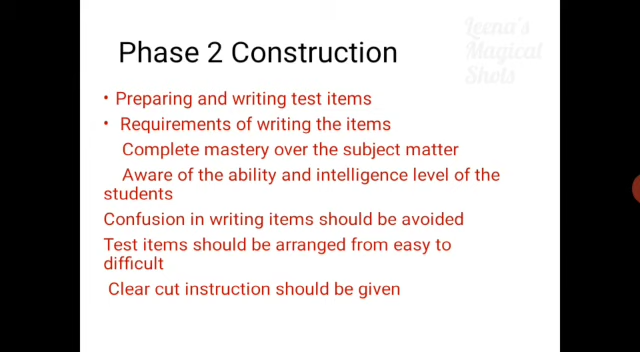 Leena's
Magical
Shots
Phase 2 Construction
• Preparing and writing test items
• Requirements of writing the items
Complete mastery over the subject matter
Aware of the ability and intelligence level of the
students
Confusion in writing items should be avoided
Test items should be arranged from easy to
difficult
Clear cut instruction should be given